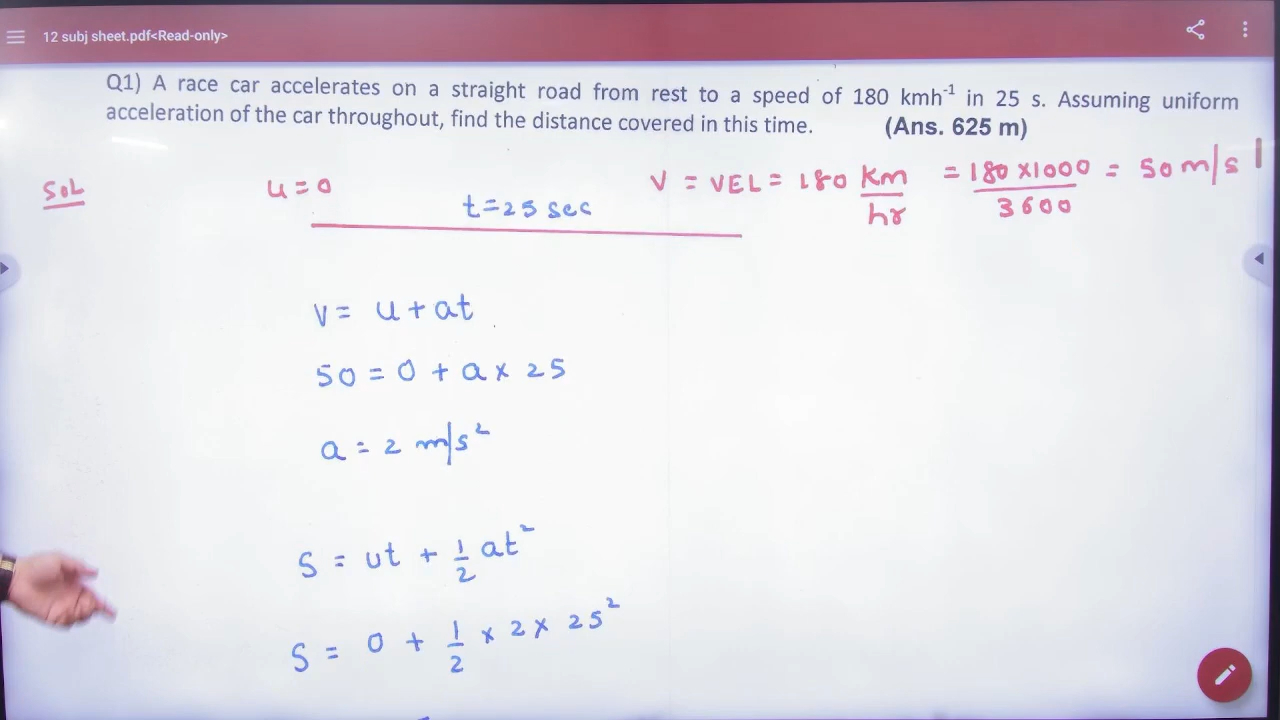 12 subj sheet.pdf<Read-only>
Q1) A race car accelerates on a straight road from rest to a speed of 180 kmh⁻¹ in 25 s. Assuming uniform
acceleration of the car throughout, find the distance covered in this time. (Ans. 625 m)
SOL
u = 0
t=25 sec
V = VEL = 180 km/hr = 180 ×1000/3600 = 50 m/s
V = u + at
50 = 0 + a × 25
a = 2 m/s²
S = ut + 1/2 at²
S = 0 + 1/2 × 2 × 25²